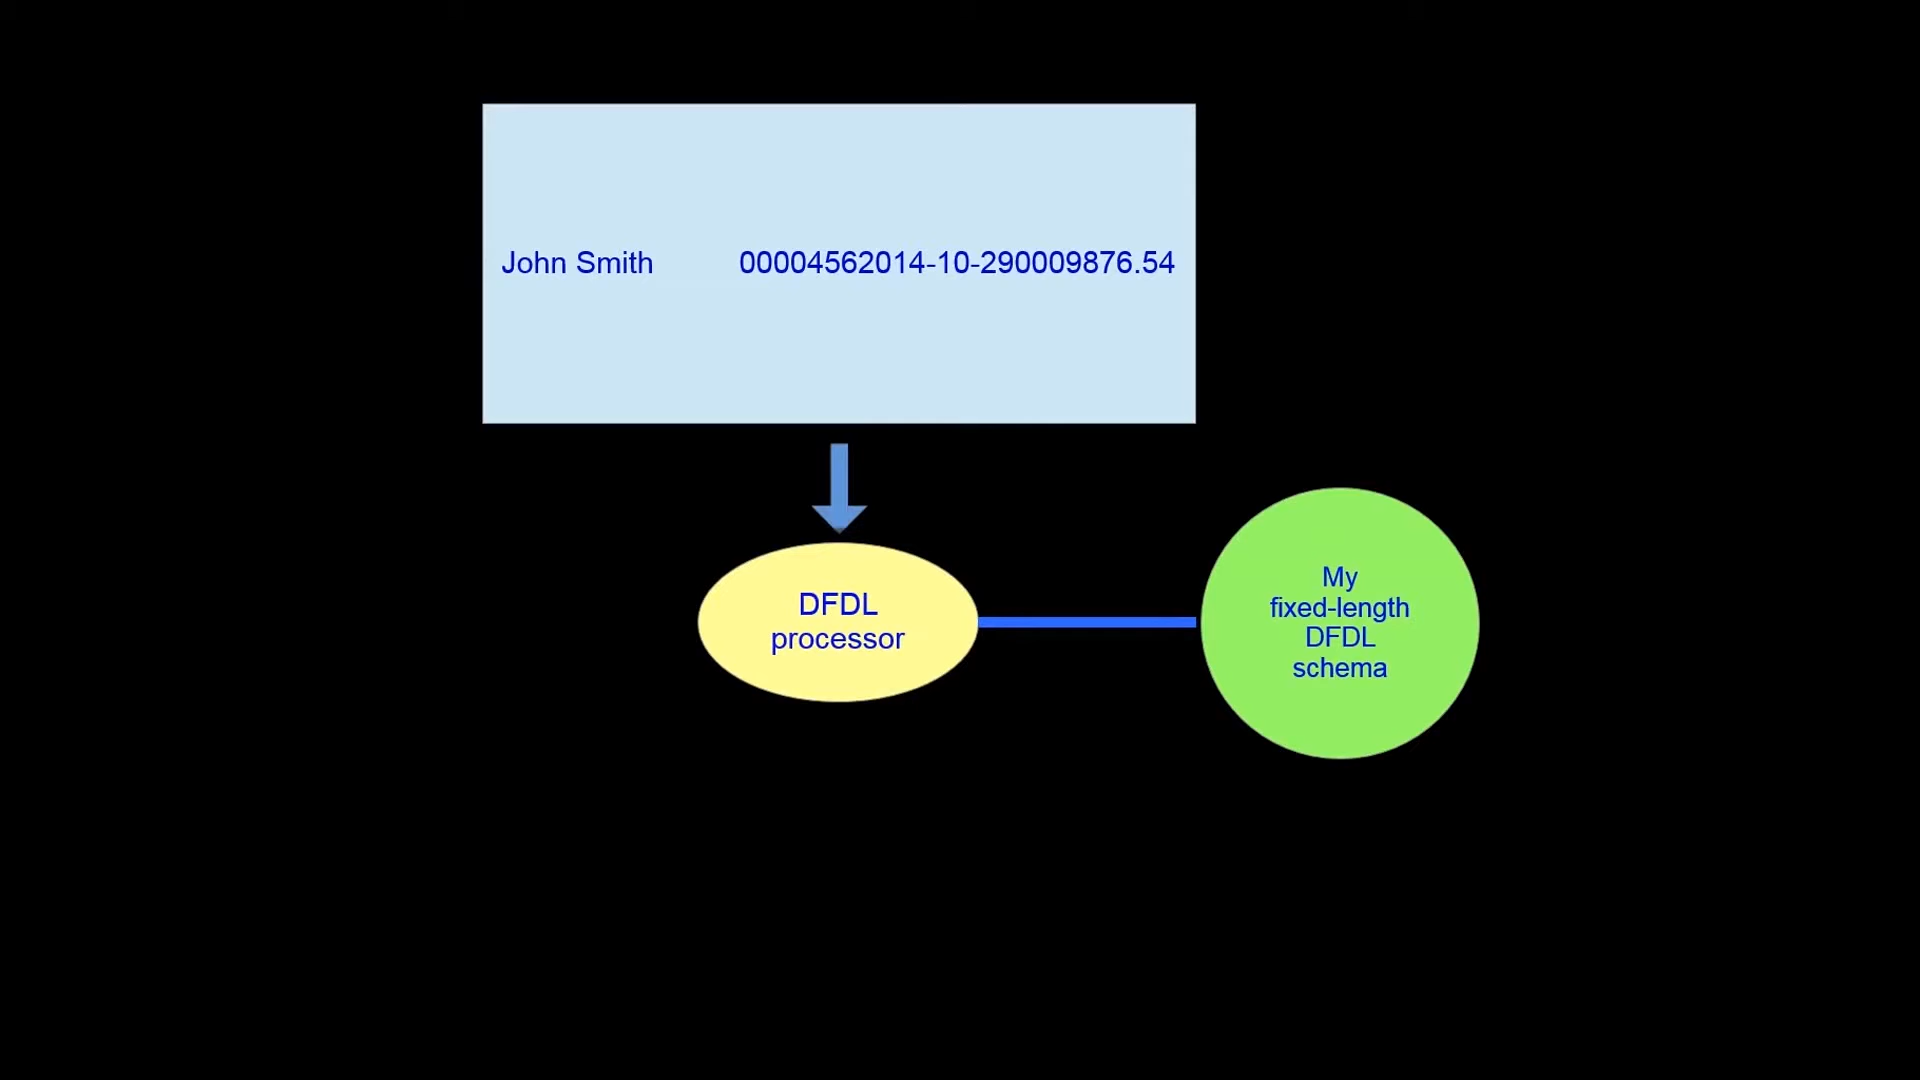 John Smith 00004562014-10-290009876.54
DFDL
processor
My
fixed-length
DFDL
schema